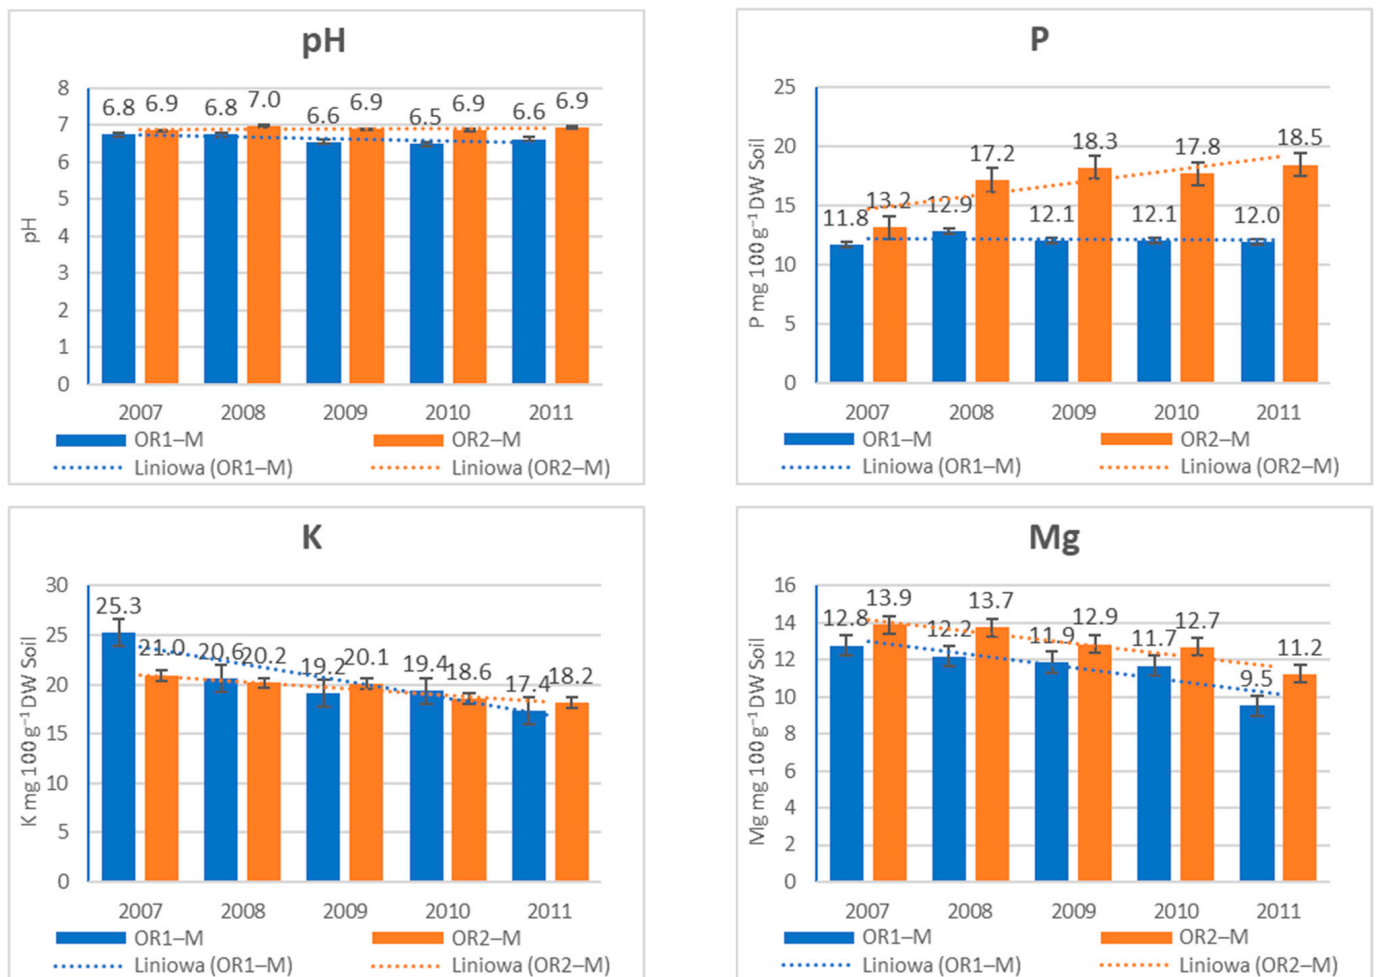 pH
8
7
6
5
4
3
2
1
0
pH
6.8 6.9 6.8 7.0 6.6 6.9 6.5 6.9 6.6 6.9
2007 2008 2009 2010 2011
OR1–M OR2–M
Liniowa (OR1–M) Liniowa (OR2–M)
P
25
20
15
10
5
0
P mg 100 g⁻¹ DW Soil
11.8 13.2 12.9 17.2 12.1 18.3 12.1 17.8 12.0 18.5
2007 2008 2009 2010 2011
OR1–M OR2–M
Liniowa (OR1–M) Liniowa (OR2–M)
K
30
25
20
15
10
5
0
K mg 100 g⁻¹ DW Soil
25.3 21.0 20.6 20.2 19.2 20.1 19.4 18.6 17.4 18.2
2007 2008 2009 2010 2011
OR1–M OR2–M
Liniowa (OR1–M) Liniowa (OR2–M)
Mg
16
14
12
10
8
6
4
2
0
Mg mg 100 g⁻¹ DW Soil
12.8 13.9 12.2 13.7 11.9 12.9 11.7 12.7 9.5 11.2
2007 2008 2009 2010 2011
OR1–M OR2–M
Liniowa (OR1–M) Liniowa (OR2–M)